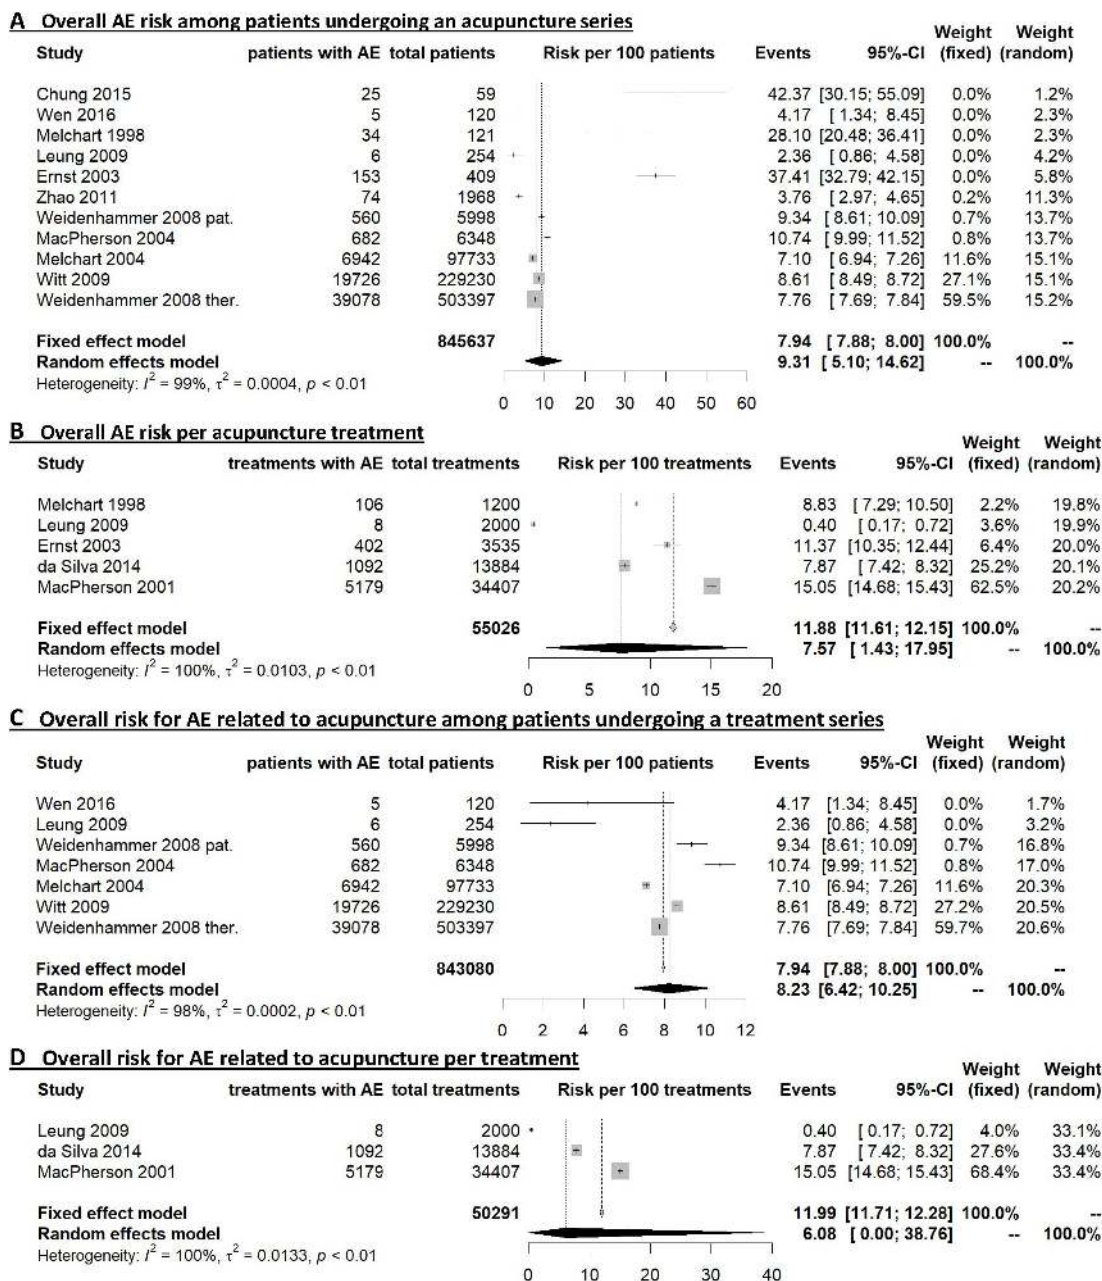 A Overall AE risk among patients undergoing an acupuncture series
Weight Weight
Study patients with AE total patients Risk per 100 patients Events 95%-CI (fixed) (random)
Chung 2015 25 59 42.37 [30.15; 55.09] 0.0% 1.2%
Wen 2016 5 120 4.17 [ 1.34; 8.45] 0.0% 2.3%
Melchart 1998 34 121 28.10 [20.48; 36.41] 0.0% 2.3%
Leung 2009 6 254 2.36 [ 0.86; 4.58] 0.0% 4.2%
Ernst 2003 153 409 37.41 [32.79; 42.15] 0.0% 5.8%
Zhao 2011 74 1968 3.76 [ 2.97; 4.65] 0.2% 11.3%
Weidenhammer 2008 pat. 560 5998 9.34 [ 8.61; 10.09] 0.7% 13.7%
MacPherson 2004 682 6348 10.74 [ 9.99; 11.52] 0.8% 13.7%
Melchart 2004 6942 97733 7.10 [ 6.94; 7.26] 11.6% 15.1%
Witt 2009 19726 229230 8.61 [ 8.49; 8.72] 27.1% 15.1%
Weidenhammer 2008 ther. 39078 503397 7.76 [ 7.69; 7.84] 59.5% 15.2%
Fixed effect model 845637 7.94 [ 7.88; 8.00] 100.0% --
Random effects model 9.31 [ 5.10; 14.62] -- 100.0%
Heterogeneity: I² = 99%, τ² = 0.0004, p < 0.01
0 10 20 30 40 50 60
B Overall AE risk per acupuncture treatment
Weight Weight
Study treatments with AE total treatments Risk per 100 treatments Events 95%-CI (fixed) (random)
Melchart 1998 106 1200 8.83 [ 7.29; 10.50] 2.2% 19.8%
Leung 2009 8 2000 0.40 [ 0.17; 0.72] 3.6% 19.9%
Ernst 2003 402 3535 11.37 [10.35; 12.44] 6.4% 20.0%
da Silva 2014 1092 13884 7.87 [ 7.42; 8.32] 25.2% 20.1%
MacPherson 2001 5179 34407 15.05 [14.68; 15.43] 62.5% 20.2%
Fixed effect model 55026 11.88 [11.61; 12.15] 100.0% --
Random effects model 7.57 [ 1.43; 17.95] -- 100.0%
Heterogeneity: I² = 100%, τ² = 0.0103, p < 0.01
0 5 10 15 20
C Overall risk for AE related to acupuncture among patients undergoing a treatment series
Weight Weight
Study patients with AE total patients Risk per 100 patients Events 95%-CI (fixed) (random)
Wen 2016 5 120 4.17 [1.34; 8.45] 0.0% 1.7%
Leung 2009 6 254 2.36 [0.86; 4.58] 0.0% 3.2%
Weidenhammer 2008 pat. 560 5998 9.34 [8.61; 10.09] 0.7% 16.8%
MacPherson 2004 682 6348 10.74 [9.99; 11.52] 0.8% 17.0%
Melchart 2004 6942 97733 7.10 [6.94; 7.26] 11.6% 20.3%
Witt 2009 19726 229230 8.61 [8.49; 8.72] 27.2% 20.5%
Weidenhammer 2008 ther. 39078 503397 7.76 [7.69; 7.84] 59.7% 20.6%
Fixed effect model 843080 7.94 [7.88; 8.00] 100.0% --
Random effects model 8.23 [6.42; 10.25] -- 100.0%
Heterogeneity: I² = 98%, τ² = 0.0002, p < 0.01
0 2 4 6 8 10 12
D Overall risk for AE related to acupuncture per treatment
Weight Weight
Study treatments with AE total treatments Risk per 100 treatments Events 95%-CI (fixed) (random)
Leung 2009 8 2000 0.40 [ 0.17; 0.72] 4.0% 33.1%
da Silva 2014 1092 13884 7.87 [ 7.42; 8.32] 27.6% 33.4%
MacPherson 2001 5179 34407 15.05 [14.68; 15.43] 68.4% 33.4%
Fixed effect model 50291 11.99 [11.71; 12.28] 100.0% --
Random effects model 6.08 [ 0.00; 38.76] -- 100.0%
Heterogeneity: I² = 100%, τ² = 0.0133, p < 0.01
0 10 20 30 40